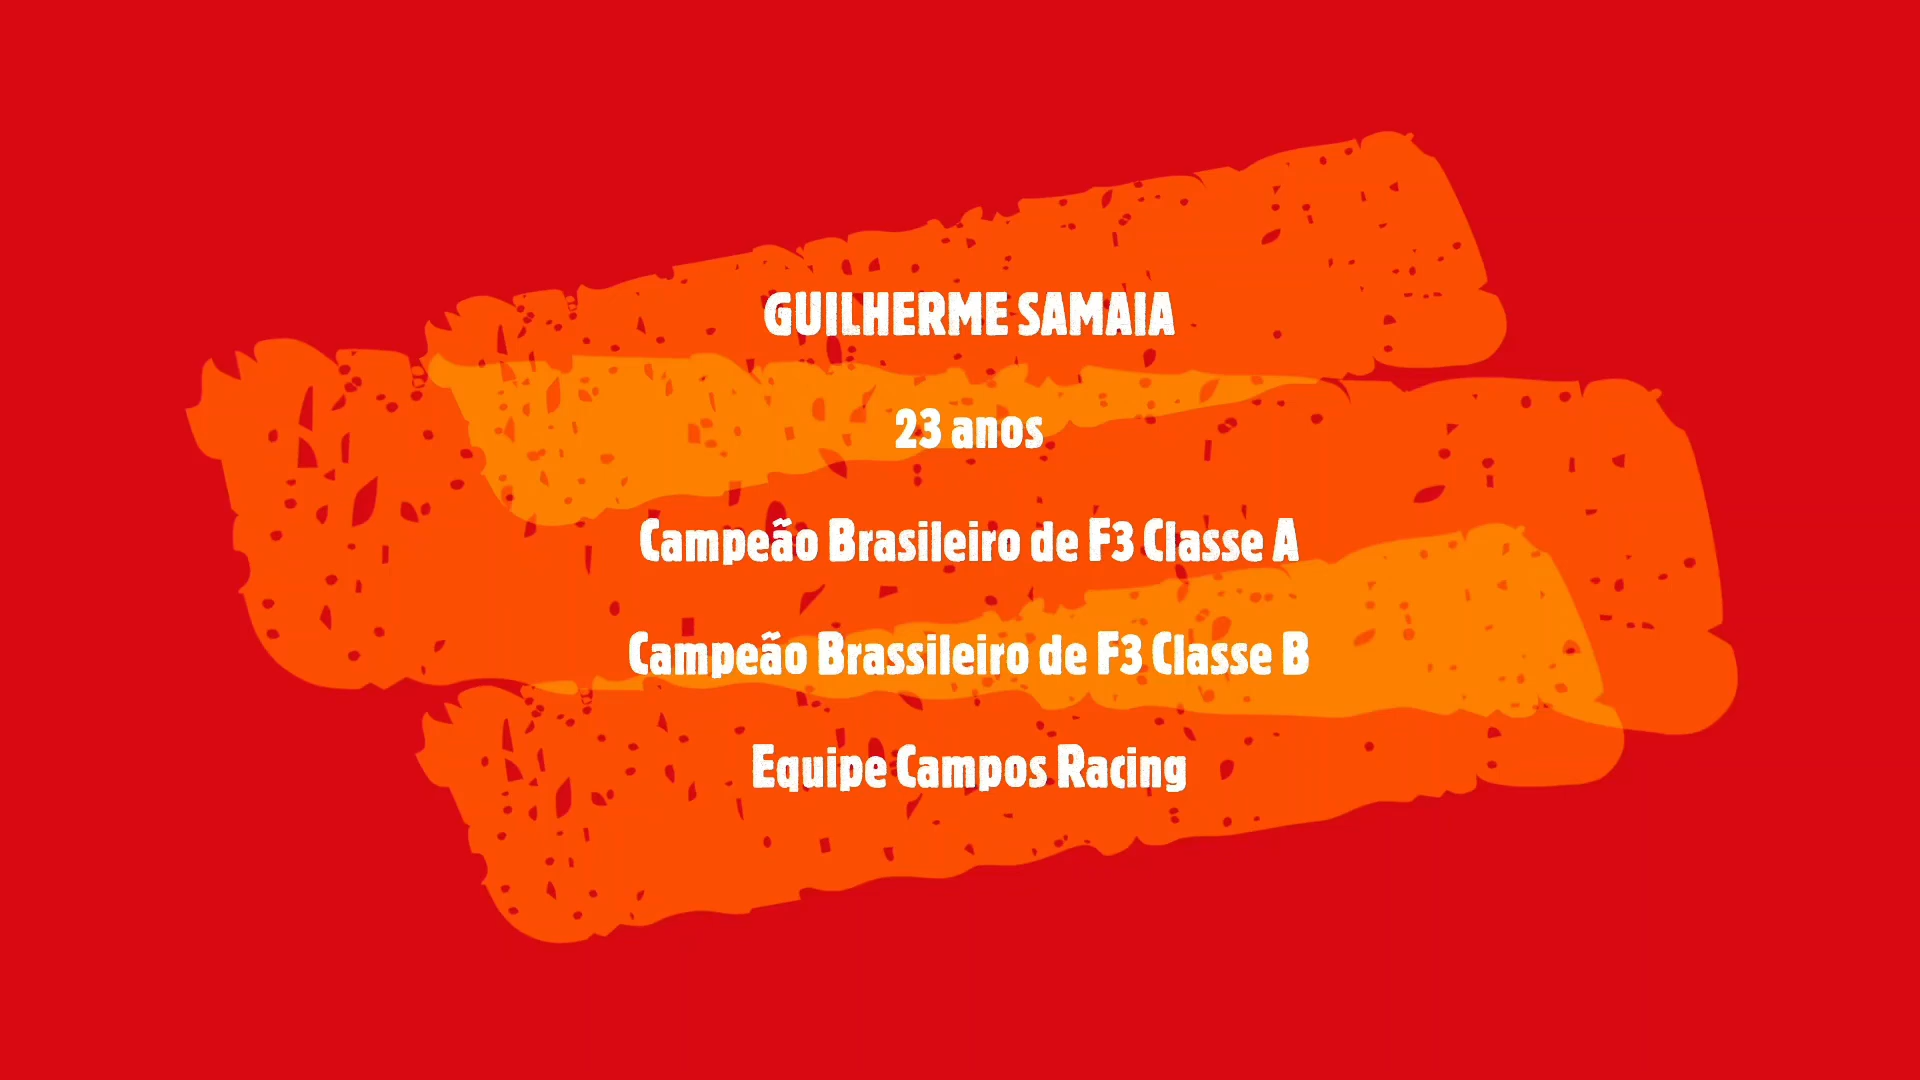 GUILHERME SAMAIA
23 anos
Campeão Brasileiro de F3 Classe A
Campeão Brassileiro de F3 Classe B
Equipe Campos Racing